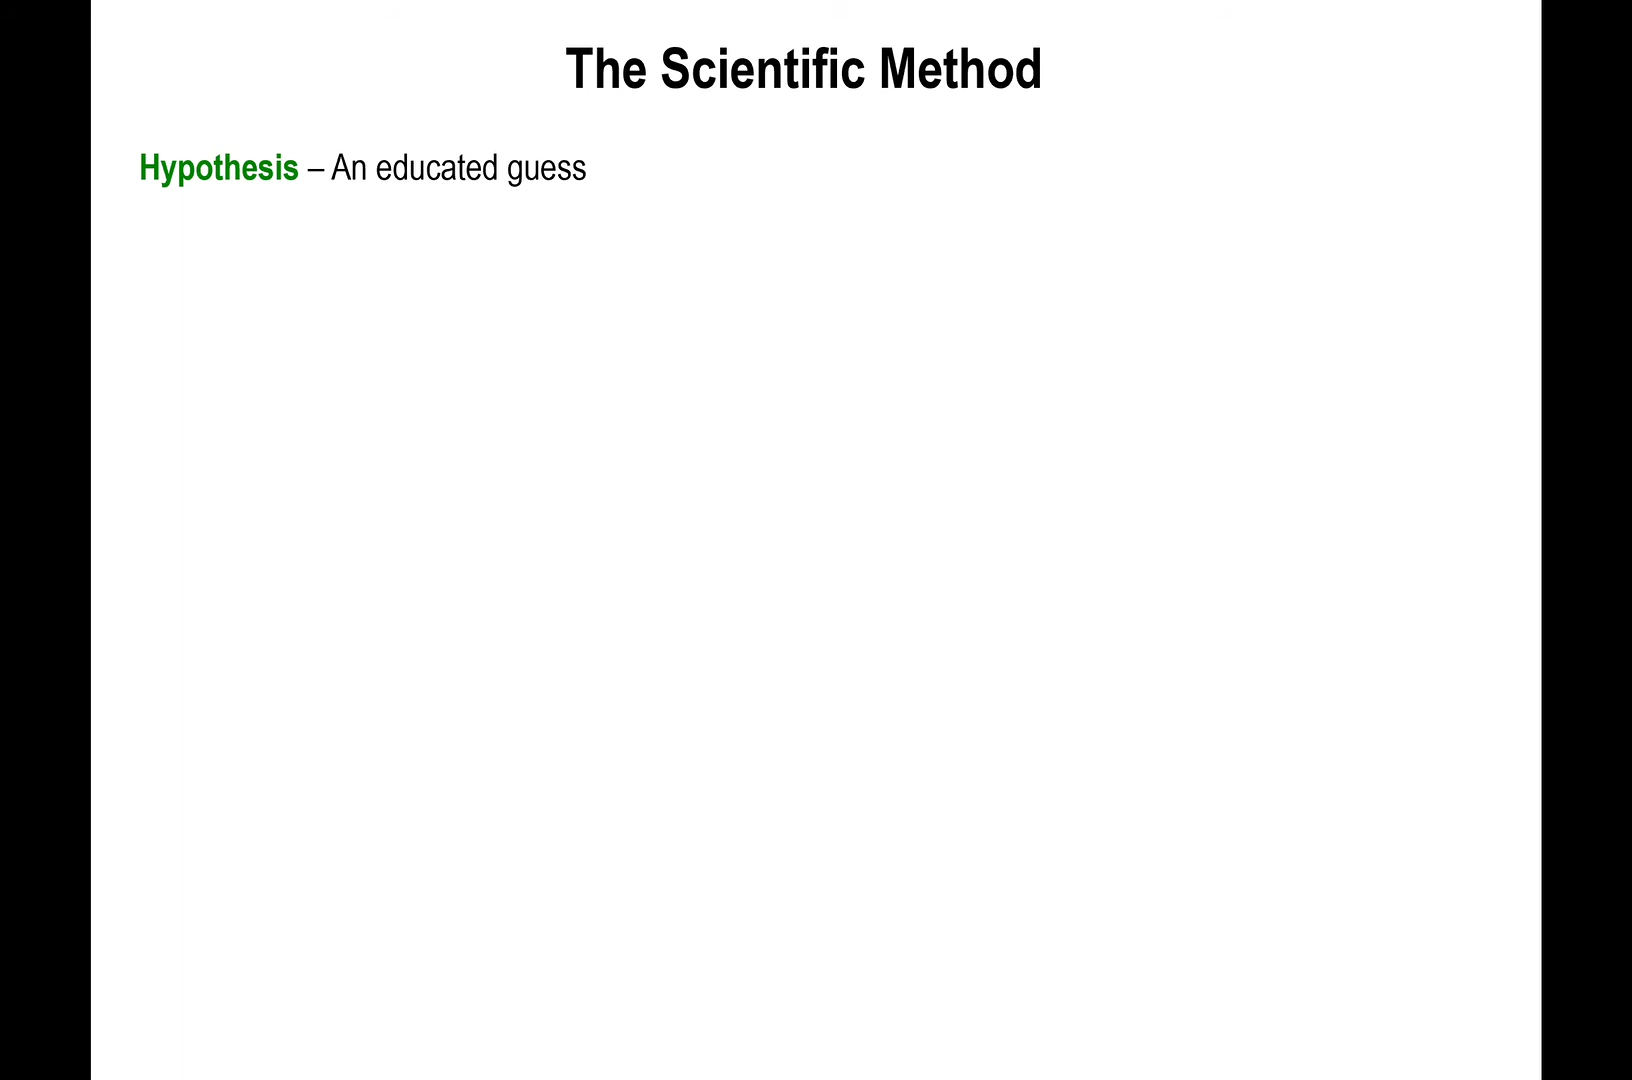 The Scientific Method
Hypothesis – An educated guess